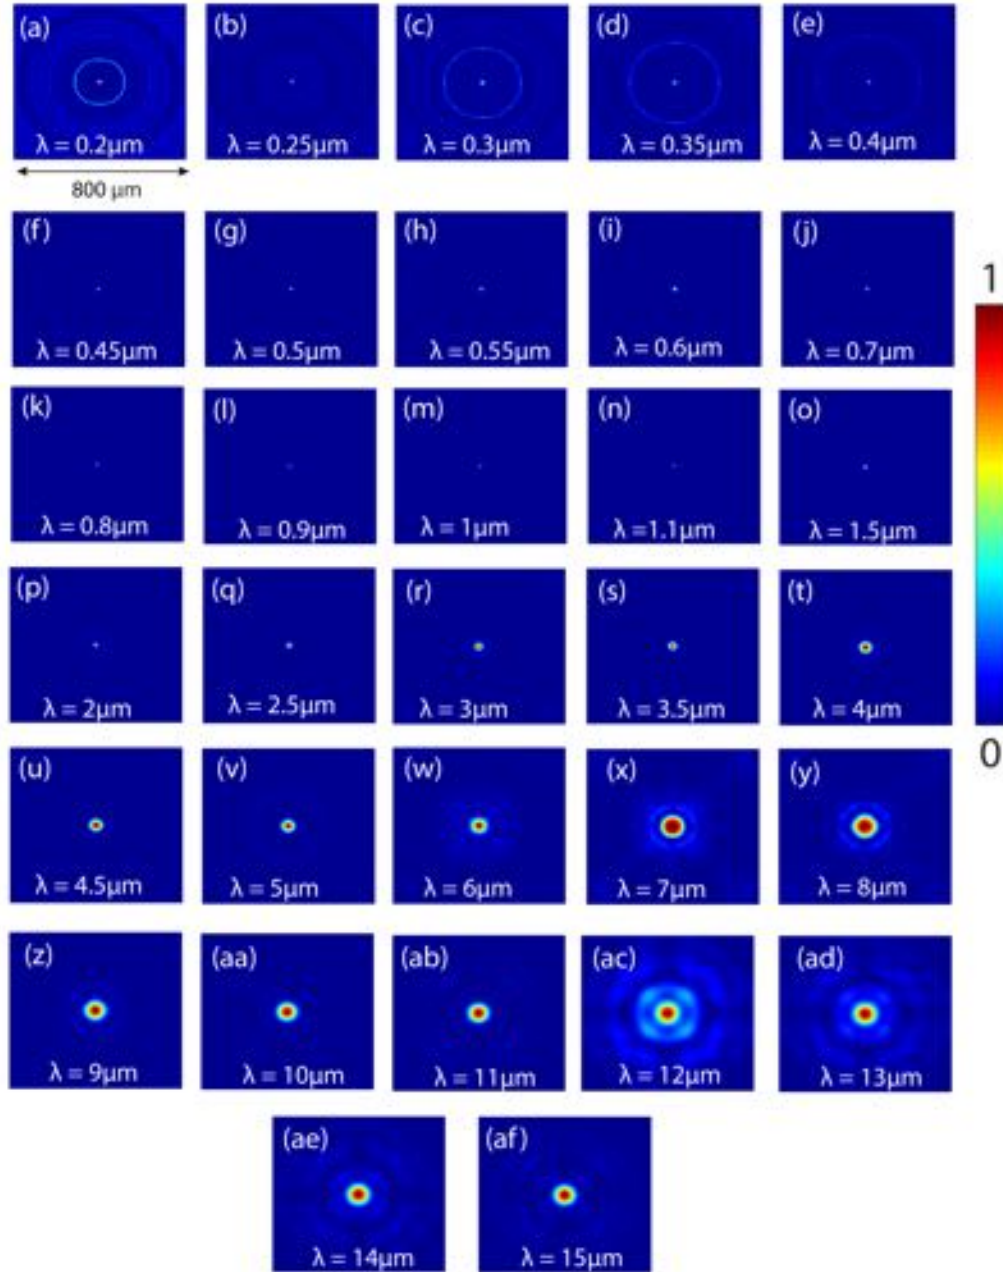 (a) (b) (c) (d) (e)
λ = 0.2μm λ = 0.25μm λ = 0.3μm λ = 0.35μm λ = 0.4μm
800 μm
(f) (g) (h) (i) (j)
λ = 0.45μm λ = 0.5μm λ = 0.55μm λ = 0.6μm λ = 0.7μm
1
(k) (l) (m) (n) (o)
λ = 0.8μm λ = 0.9μm λ = 1μm λ =1.1μm λ = 1.5μm
(p) (q) (r) (s) (t)
λ = 2μm λ = 2.5μm λ = 3μm λ = 3.5μm λ = 4μm
0
(u) (v) (w) (x) (y)
λ = 4.5μm λ = 5μm λ = 6μm λ = 7μm λ = 8μm
(z) (aa) (ab) (ac) (ad)
λ = 9μm λ = 10μm λ = 11μm λ = 12μm λ = 13μm
(ae) (af)
λ = 14μm λ = 15μm